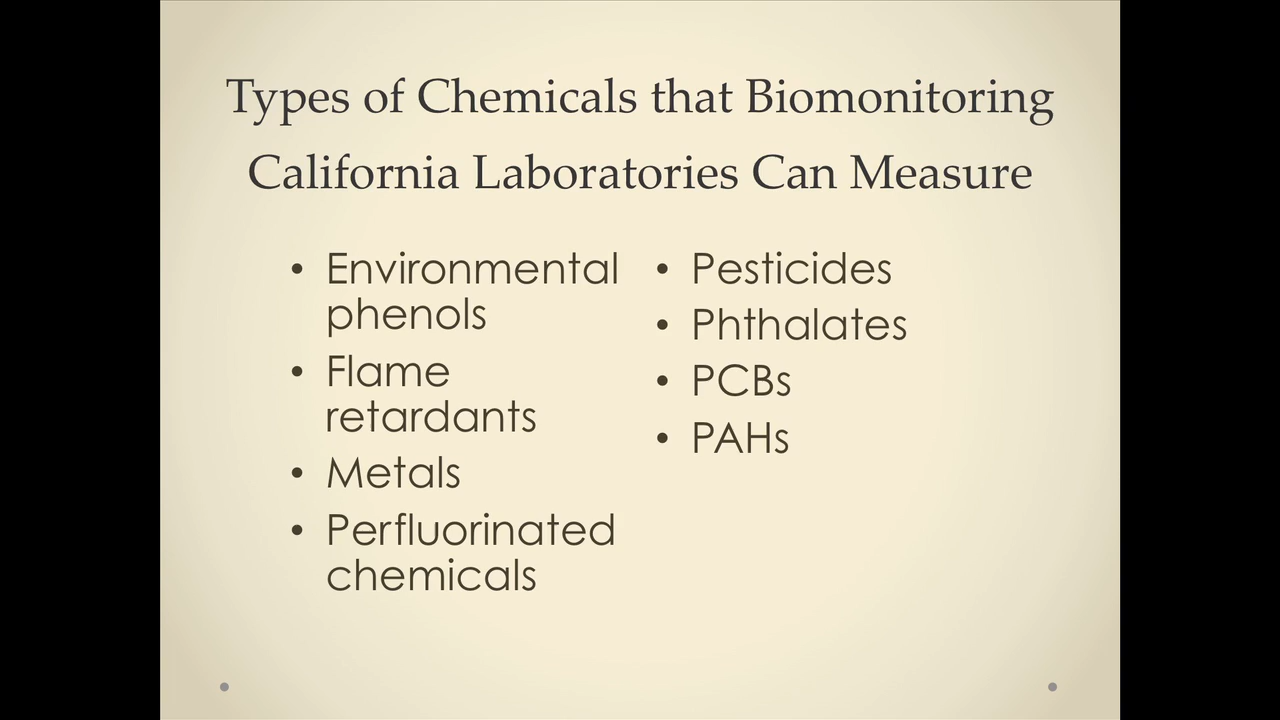 Types of Chemicals that Biomonitoring
California Laboratories Can Measure
• Environmental
phenols
• Flame
retardants
• Metals
• Perfluorinated
chemicals
• Pesticides
• Phthalates
• PCBs
• PAHs